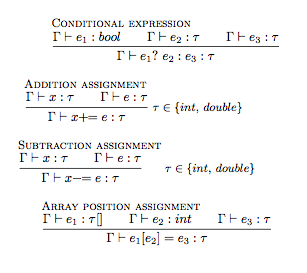 CONDITIONAL EXPRESSION
Γ ⊢ e₁ : bool Γ ⊢ e₂ : τ Γ ⊢ e₃ : τ
Γ ⊢ e₁? e₂ : e₃ : τ
ADDITION ASSIGNMENT
Γ ⊢ x : τ Γ ⊢ e : τ
τ ∈ {int, double}
Γ ⊢ x+= e : τ
SUBTRACTION ASSIGNMENT
Γ ⊢ x : τ Γ ⊢ e : τ
τ ∈ {int, double}
Γ ⊢ x−= e : τ
ARRAY POSITION ASSIGNMENT
Γ ⊢ e₁ : τ[] Γ ⊢ e₂ : int Γ ⊢ e₃ : τ
Γ ⊢ e₁[e₂] = e₃ : τ